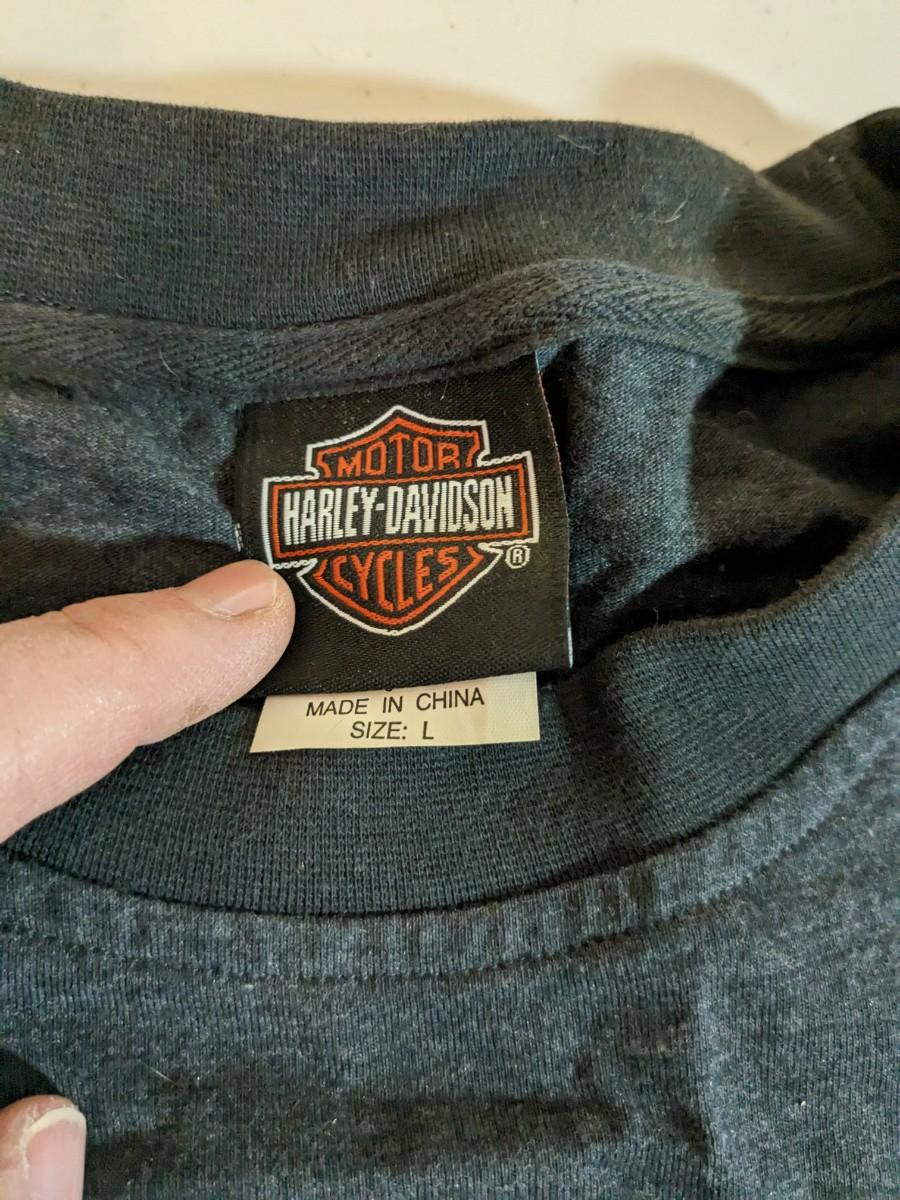 MOTOR
HARLEY-DAVIDSON
CYCLES
®
MADE IN CHINA
SIZE: L